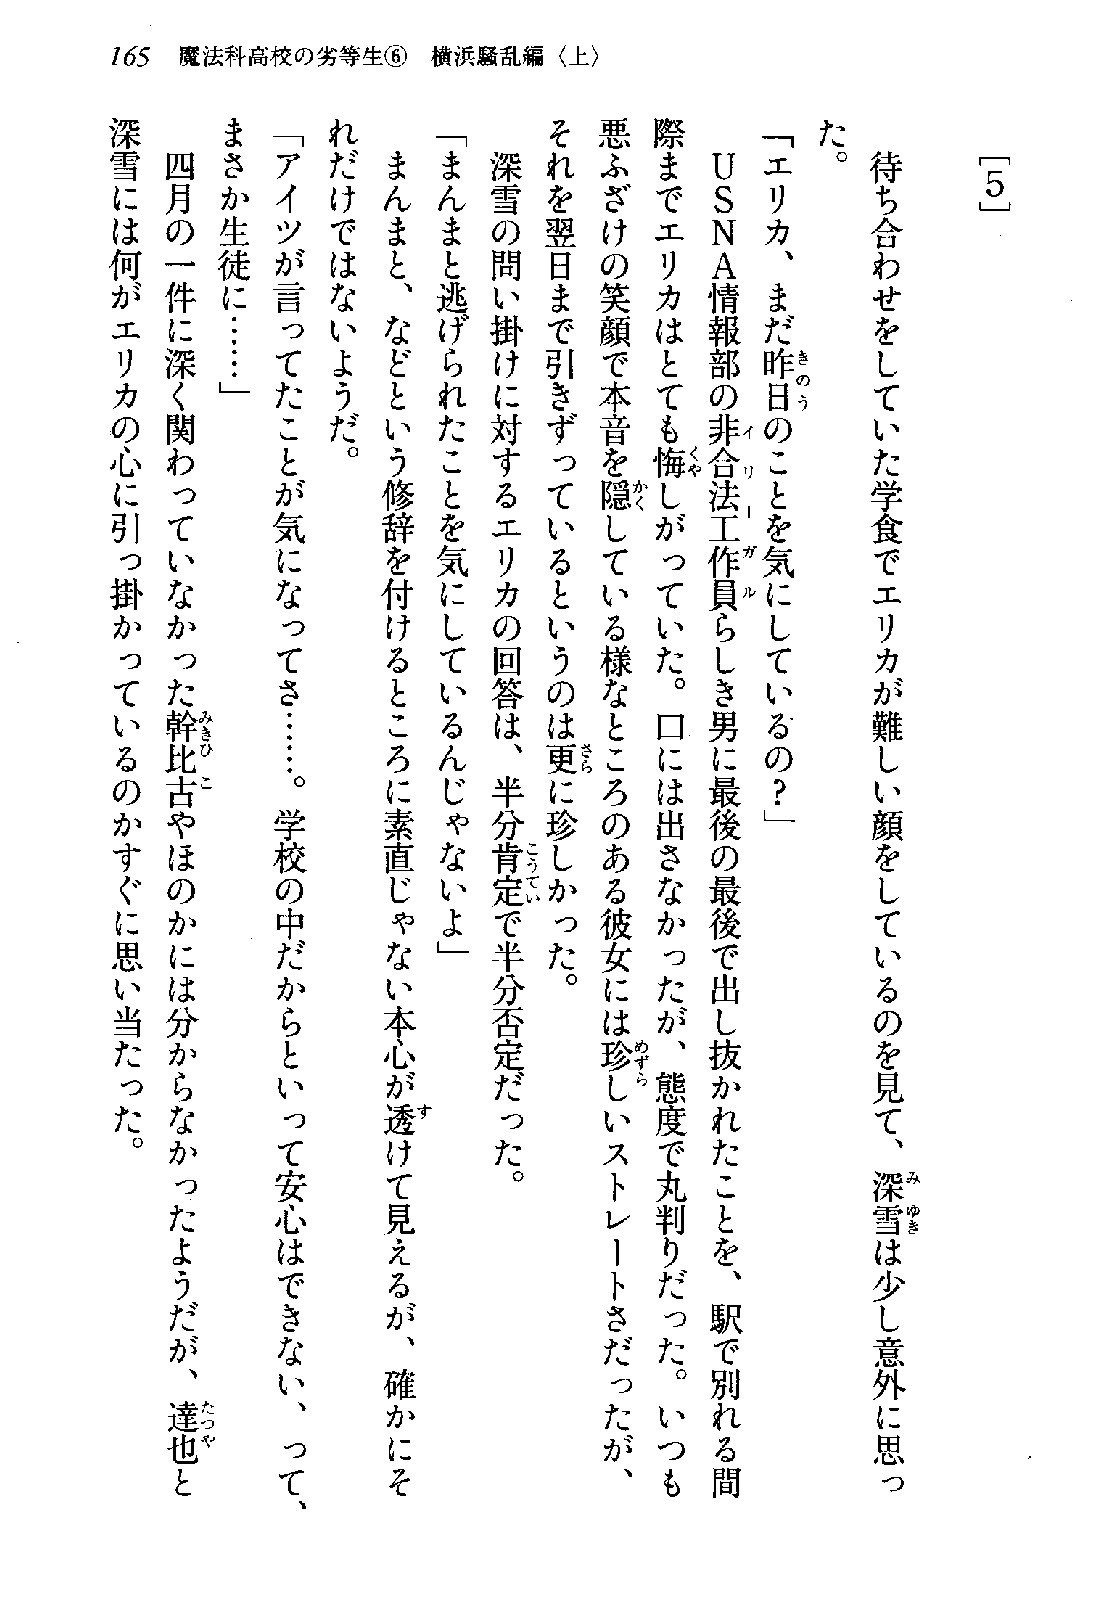 165 魔法科高校の劣等生⑥ 横浜騒乱編〈上〉
［5］
待ち合わせをしていた学食でエリカが難しい顔をしているのを見て、深雪は少し意外に思っ
た。
「エリカ、まだ昨日のことを気にしているの？」
ＵＳＮＡ情報部の非合法工作員らしき男に最後の最後で出し抜かれたことを、駅で別れる間
際までエリカはとても悔しがっていた。口には出さなかったが、態度で丸判りだった。いつも
悪ふざけの笑顔で本音を隠している様なところのある彼女には珍しいストレートさだったが、
それを翌日まで引きずっているというのは更に珍しかった。
深雪の問い掛けに対するエリカの回答は、半分肯定で半分否定だった。
「まんまと逃げられたことを気にしているんじゃないよ」
まんまと、などという修辞を付けるところに素直じゃない本心が透けて見えるが、確かにそ
れだけではないようだ。
「アイツが言ってたことが気になってさ……。学校の中だからといって安心はできない、って、
まさか生徒に……」
四月の一件に深く関わっていなかった幹比古やほのかには分からなかったようだが、達也と
深雪には何がエリカの心に引っ掛かっているのかすぐに思い当たった。